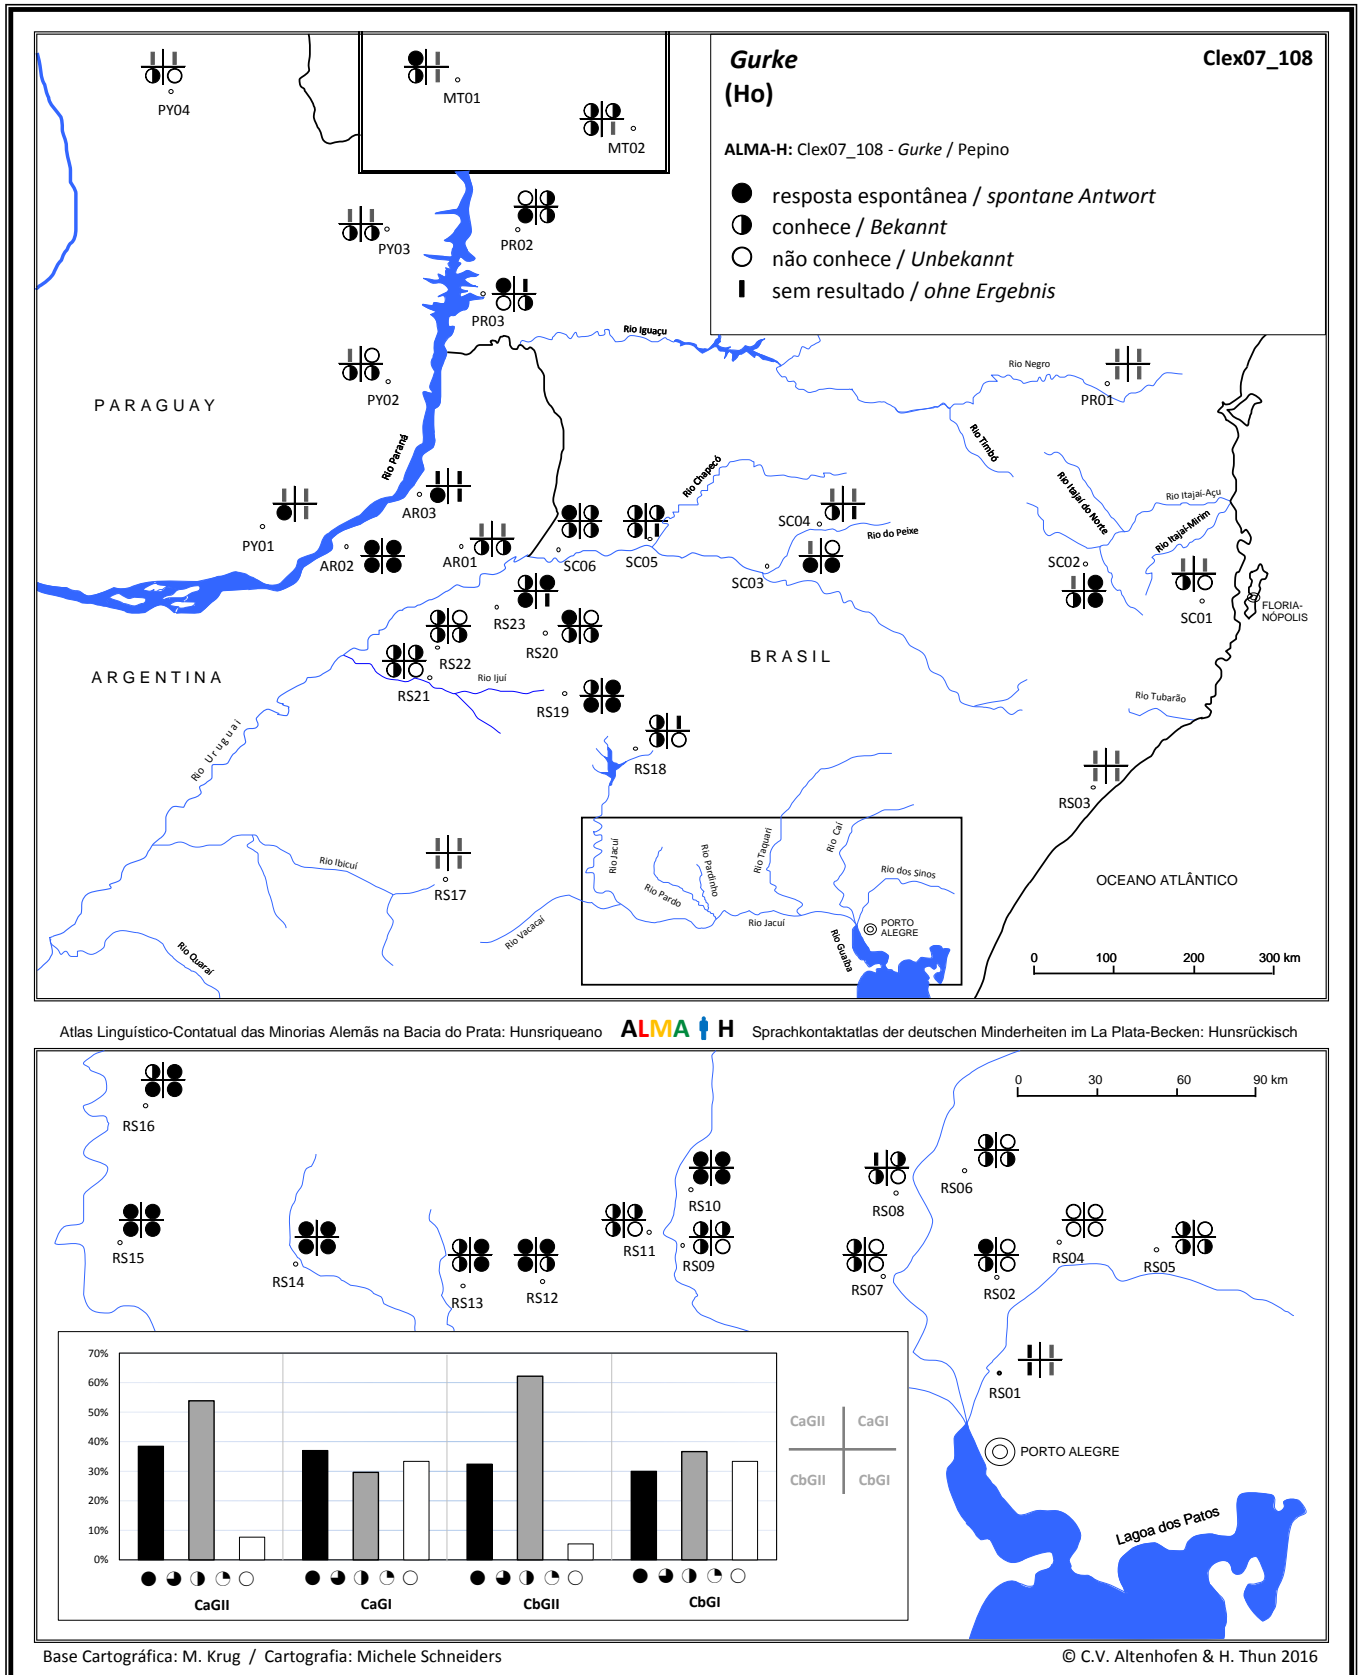 Gurke
Clex07_108
(Ho)
ALMA-H: Clex07_108 - Gurke / Pepino
resposta espontânea / spontane Antwort
conhece / Bekannt
não conhece / Unbekannt
sem resultado / ohne Ergebnis
PY04
MT01
MT02
PY03
PR02
PR03
Rio Iguaçu
PY02
Rio Negro
PR01
PARAGUAY
Rio Paraná
Rio Timbó
Rio Chapecó
Rio Itajaí do Norte
Rio Itajaí-Açu
Rio Itajaí-Mirim
AR03
PY01
AR02
AR01
SC06
SC05
SC04
Rio do Peixe
SC03
SC02
SC01
FLORIA-
NÓPOLIS
RS23
RS22
RS20
BRASIL
ARGENTINA
RS21
Rio Ijuí
RS19
Rio Tubarão
Rio Uruguai
RS18
RS03
Rio Ibicuí
RS17
Rio Jacuí
Rio Pardo
Rio Pardinho
Rio Taquari
Rio Caí
Rio dos Sinos
OCEANO ATLÂNTICO
Rio Vacacaí
Rio Jacuí
PORTO
ALEGRE
Rio Guaíba
Rio Quaraí
0 100 200 300 km
Atlas Linguístico-Contatual das Minorias Alemãs na Bacia do Prata: Hunsriqueano ALMA H Sprachkontaktatlas der deutschen Minderheiten im La Plata-Becken: Hunsrückisch
0 30 60 90 km
RS16
RS10
RS08
RS06
RS15
RS14
RS13
RS12
RS11
RS09
RS07
RS02
RS04
RS05
RS01
PORTO ALEGRE
Lagoa dos Patos
70%
60%
50%
40%
30%
20%
10%
0%
CaGII CaGI CbGII CbGI
CaGII CaGI
CbGII CbGI
Base Cartográfica: M. Krug / Cartografia: Michele Schneiders
© C.V. Altenhofen & H. Thun 2016